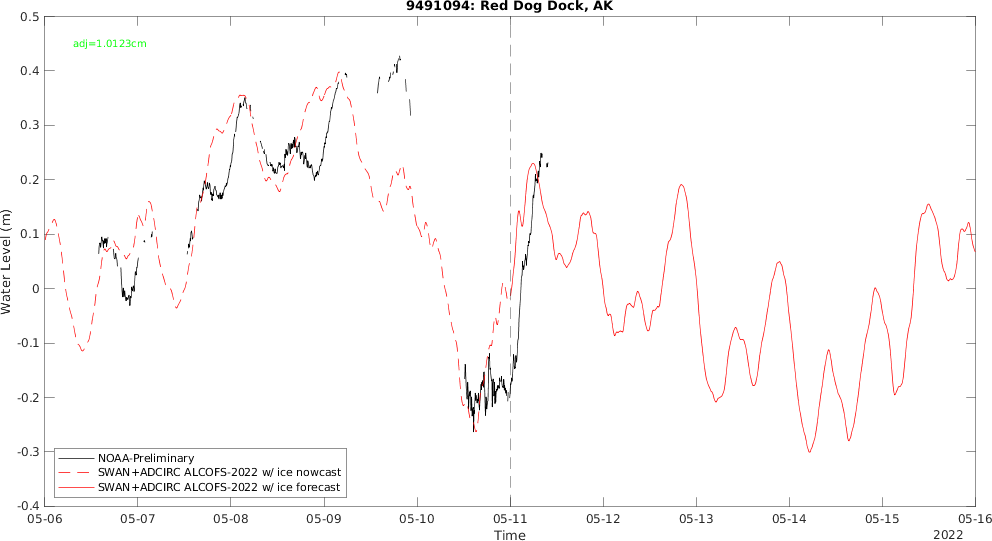 9491094: Red Dog Dock, AK
adj=1.0123cm
Water Level (m)
0.5
0.4
0.3
0.2
0.1
0
-0.1
-0.2
-0.3
-0.4
NOAA-Preliminary
SWAN+ADCIRC ALCOFS-2022 w/ ice nowcast
SWAN+ADCIRC ALCOFS-2022 w/ ice forecast
05-06 05-07 05-08 05-09 05-10 05-11 05-12 05-13 05-14 05-15 05-16
Time
2022